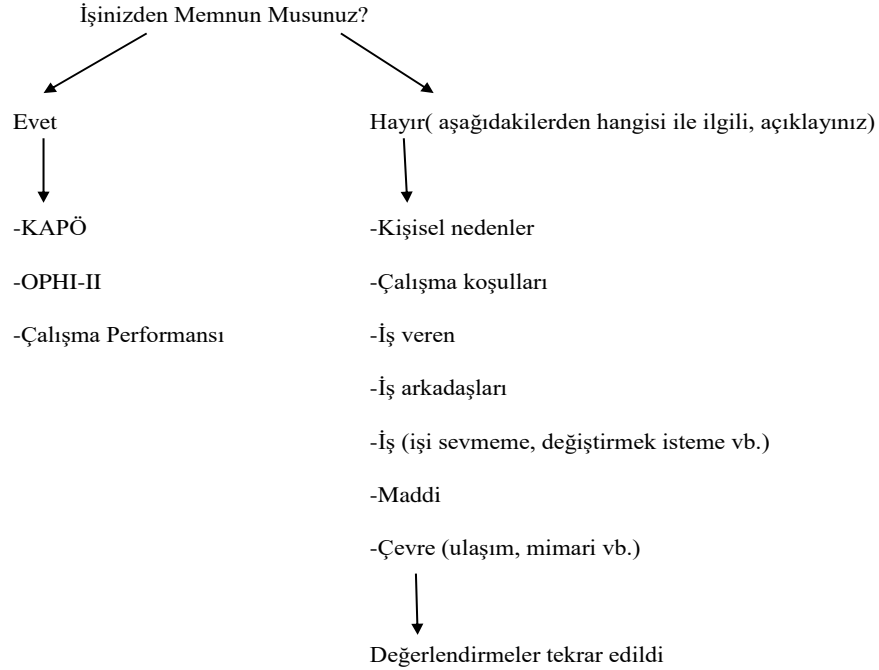 İşinizden Memnun Musunuz?
Evet
Hayır( aşağıdakilerden hangisi ile ilgili, açıklayınız)
-KAPÖ
-OPHI-II
-Çalışma Performansı
-Kişisel nedenler
-Çalışma koşulları
-İş veren
-İş arkadaşları
-İş (işi sevmeme, değiştirmek isteme vb.)
-Maddi
-Çevre (ulaşım, mimari vb.)
Değerlendirmeler tekrar edildi